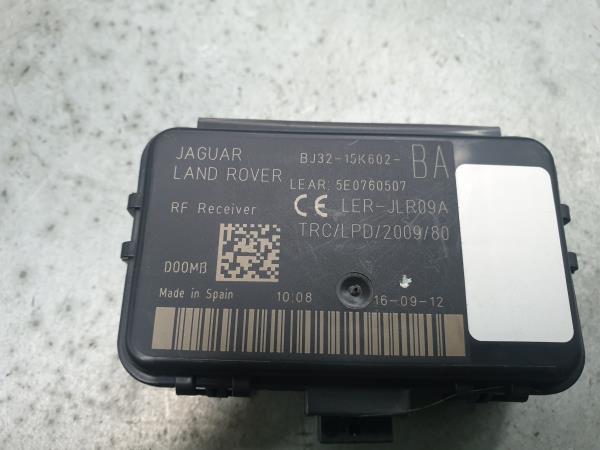 JAGUAR
LAND ROVER
BJ32-15K602-BA
LEAR: 5E0760507
CE LER-JLR09A
RF Receiver
TRC/LPD/2009/80
D00MB
Made in Spain
10:08
16-09-12